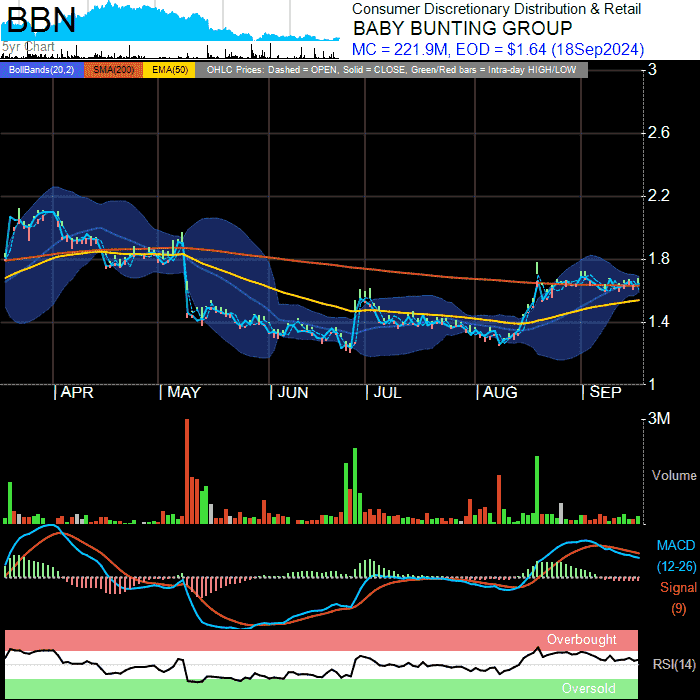 BBN
5yr Chart
Consumer Discretionary Distribution & Retail
BABY BUNTING GROUP
MC = 221.9M, EOD = $1.64 (18Sep2024)
BollBands(20,2) SMA(200) EMA(50) OHLC Prices: Dashed = OPEN, Solid = CLOSE, Green/Red bars = Intra-day HIGH/LOW
3
2.6
2.2
1.8
1.4
1
APR MAY JUN JUL AUG SEP
3M
Volume
MACD
(12-26)
Signal
(9)
Overbought
RSI(14)
Oversold